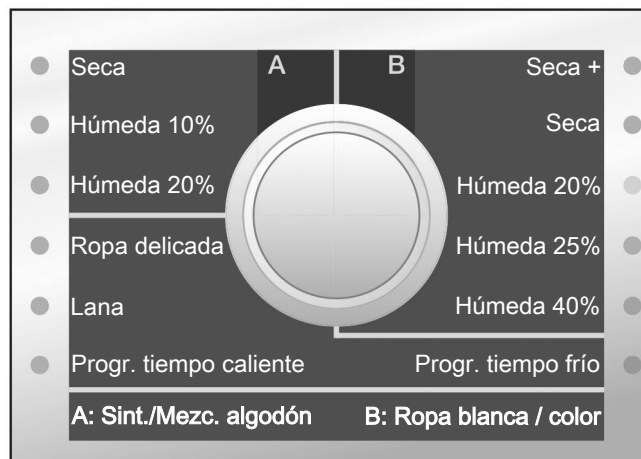 A B
Seca Seca +
Húmeda 10% Seca
Húmeda 20% Húmeda 20%
Ropa delicada Húmeda 25%
Lana Húmeda 40%
Progr. tiempo caliente Progr. tiempo frío
A: Sint./Mezc. algodón B: Ropa blanca / color